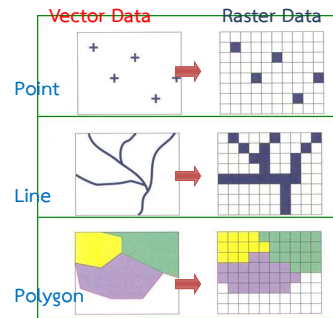 Vector Data Raster Data
Point
Line
Polygon